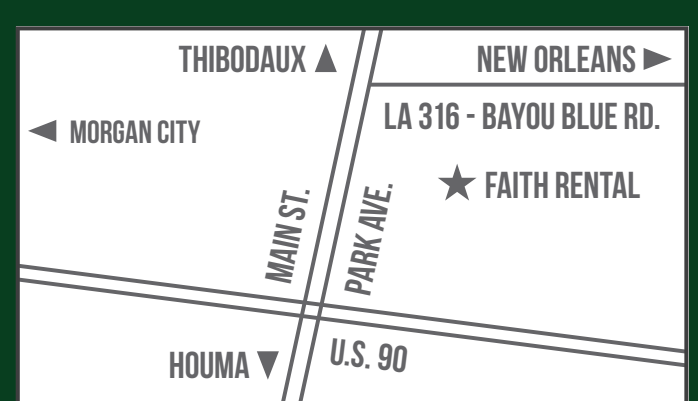 THIBODAUX
NEW ORLEANS
LA 316 - BAYOU BLUE RD.
MORGAN CITY
FAITH RENTAL
MAIN ST.
PARK AVE.
U.S. 90
HOUMA